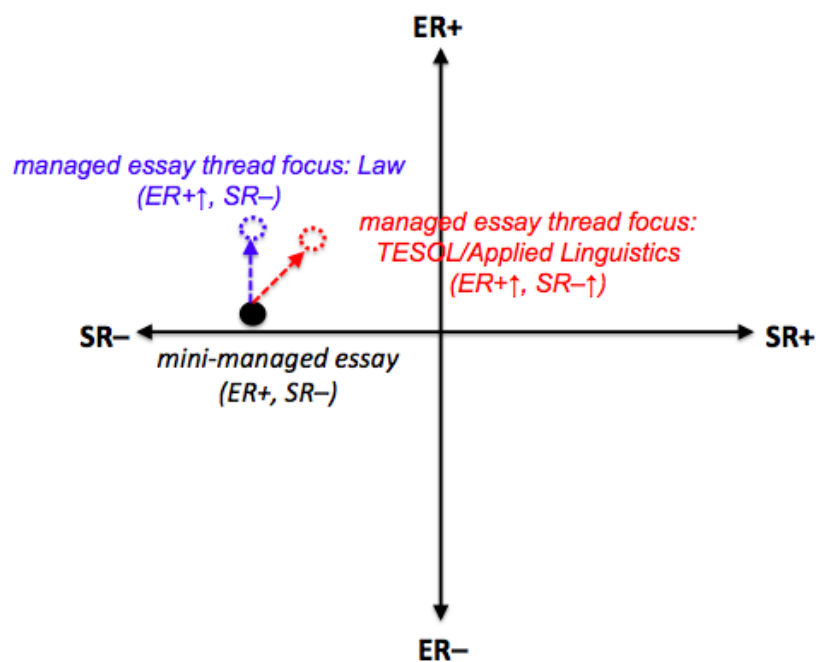 ER+
managed essay thread focus: Law
(ER+↑, SR–)
managed essay thread focus:
TESOL/Applied Linguistics
(ER+↑, SR–↑)
SR–
SR+
mini-managed essay
(ER+, SR–)
ER–